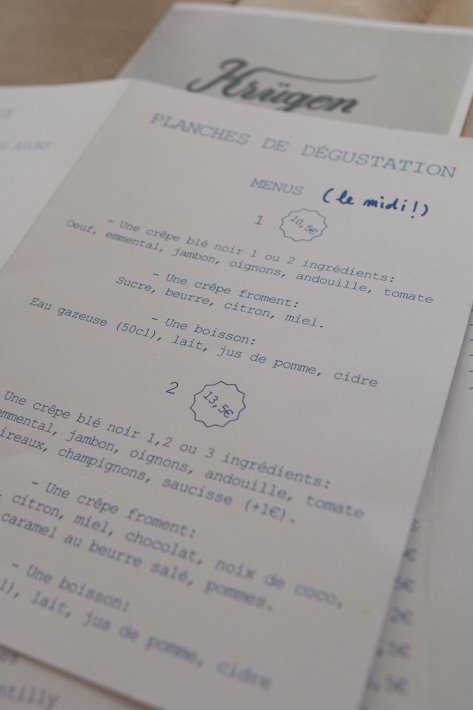 Krügen
PLANCHES DE DÉGUSTATION
MENUS (le midi!)
1 10,5€
- Une crêpe blé noir 1 ou 2 ingrédients:
Oeuf, emmental, jambon, oignons, andouille, tomate
- Une crêpe froment:
Sucre, beurre, citron, miel.
- Une boisson:
Eau gazeuse (50cl), lait, jus de pomme, cidre
2 13,5€
Une crêpe blé noir 1,2 ou 3 ingrédients:
emmental, jambon, oignons, andouille, tomate
ireaux, champignons, saucisse (+1€).
- Une crêpe froment:
, citron, miel, chocolat, noix de coco,
caramel au beurre salé, pommes.
- Une boisson:
l), lait, jus de pomme, cidre
ntilly